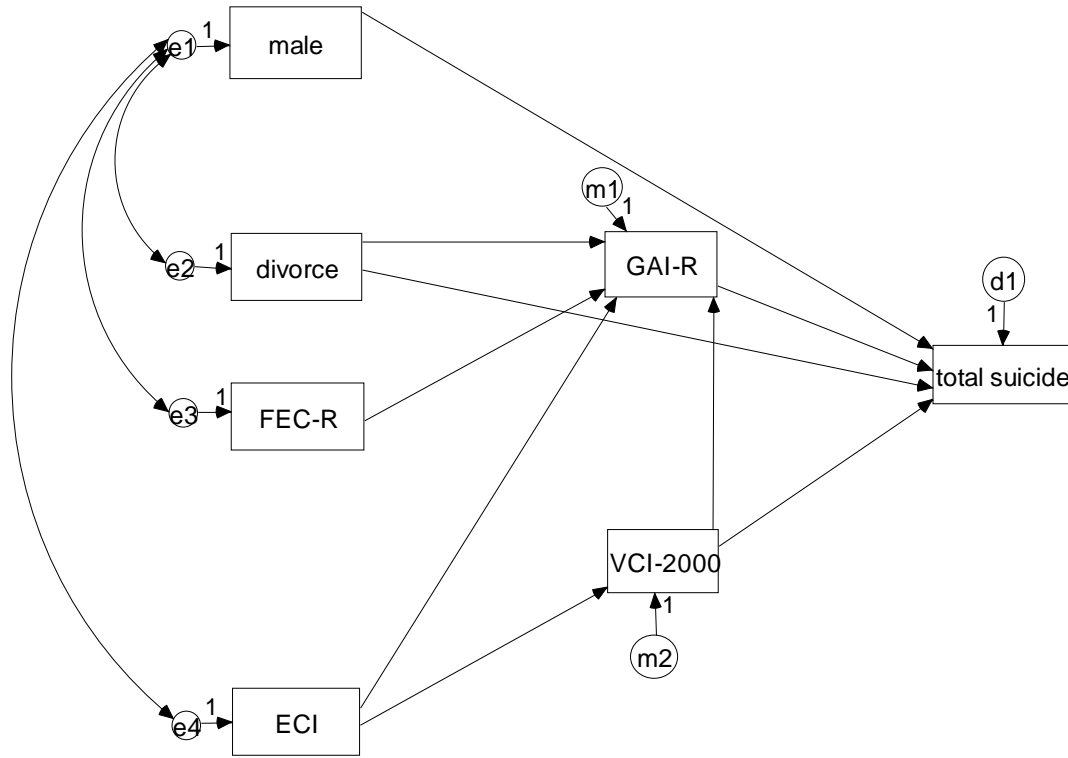 e1
1
male
m1
1
e2
1
divorce
GAI-R
d1
1
total suicide
e3
1
FEC-R
VCI-2000
1
m2
e4
1
ECI